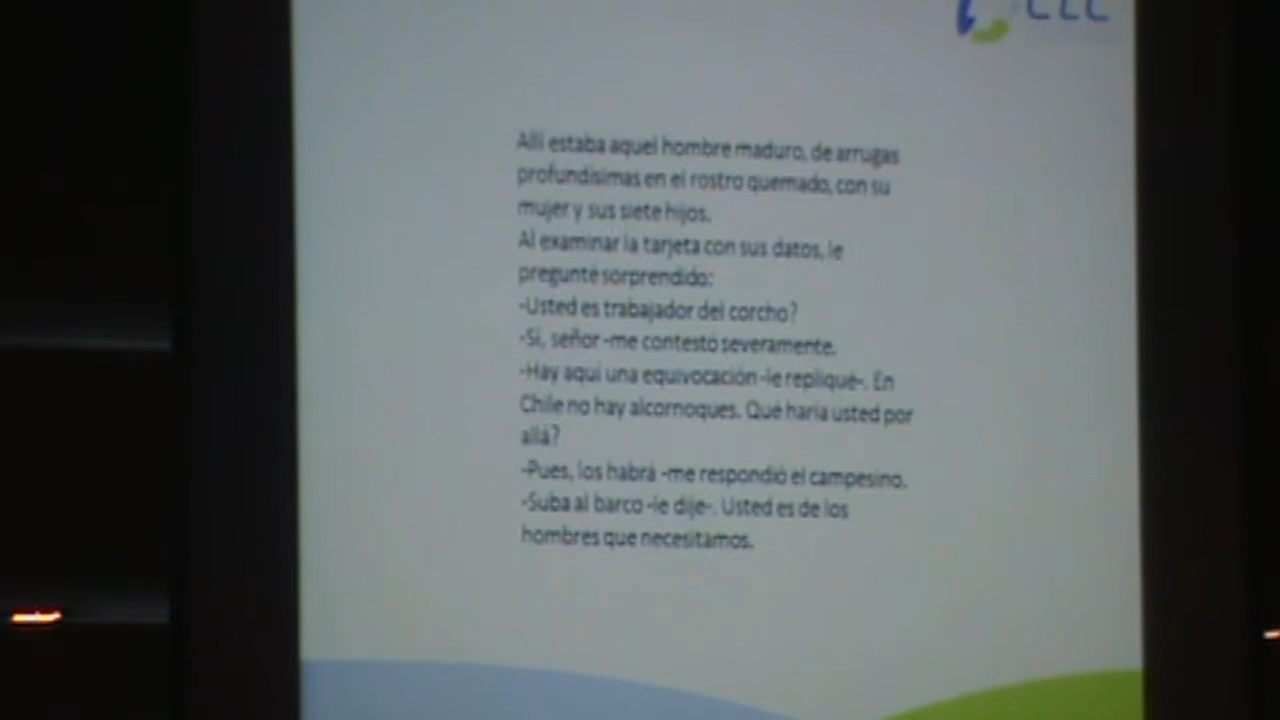 CLC
Allí estaba aquel hombre maduro, de arrugas
profundísimas en el rostro quemado, con su
mujer y sus siete hijos.
Al examinar la tarjeta con sus datos, le
pregunté sorprendido:
-Usted es trabajador del corcho?
-Sí, señor -me contestó severamente.
-Hay aquí una equivocación -le repliqué-. En
Chile no hay alcornoques. Qué haría usted por
allá?
-Pues, los habrá -me respondió el campesino.
-Suba al barco -le dije-. Usted es de los
hombres que necesitamos.